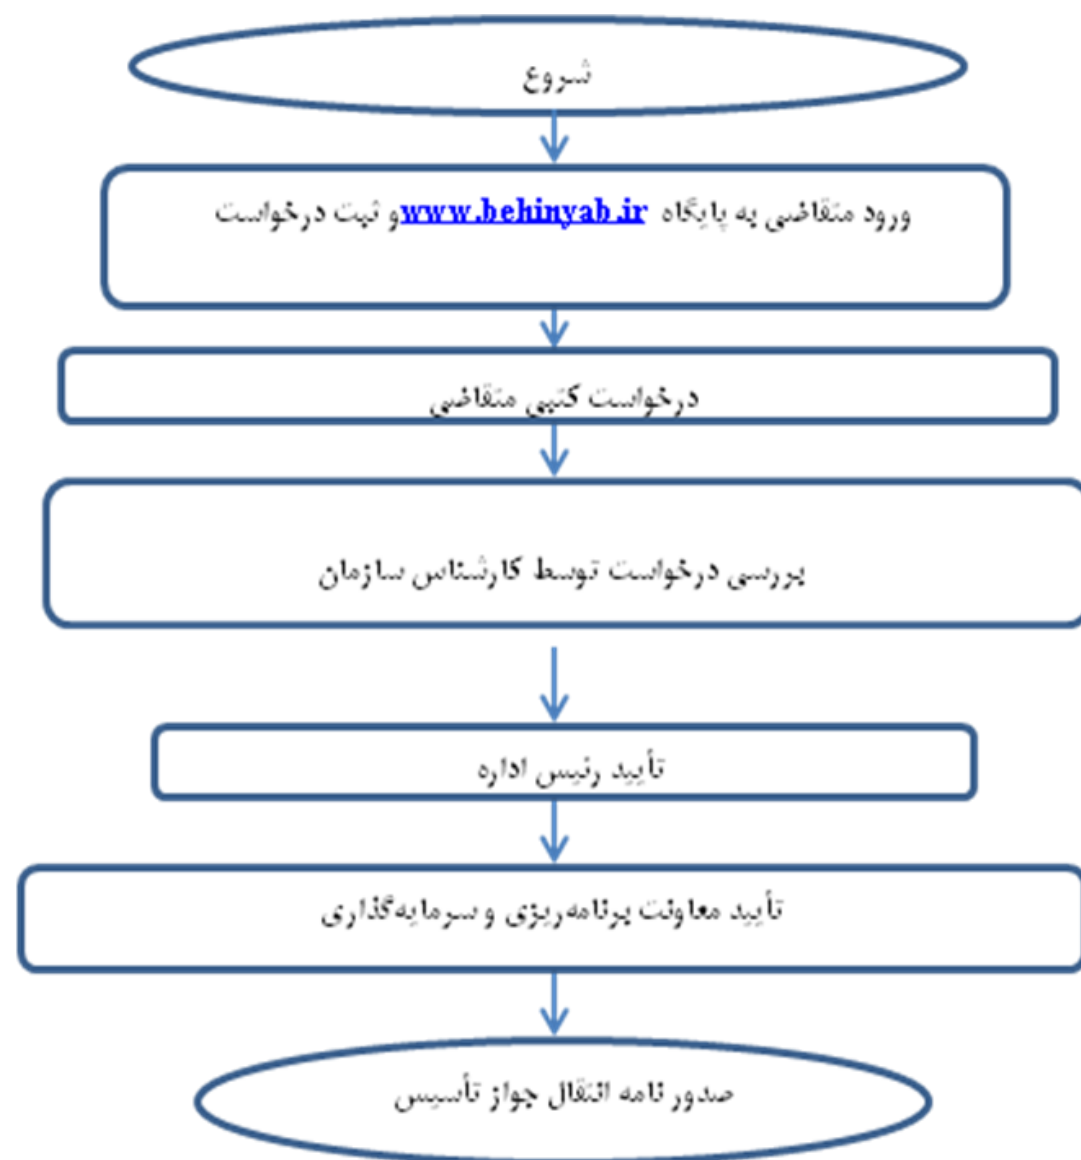 شروع
ورود متقاضی به پایگاه www.behinyab.ir و ثبت درخواست
درخواست کتبی متقاضی
بررسی درخواست توسط کارشناس سازمان
تأیید رئیس اداره
تأیید معاونت برنامه‌ریزی و سرمایه‌گذاری
صدور نامه انتقال جواز تأسیس